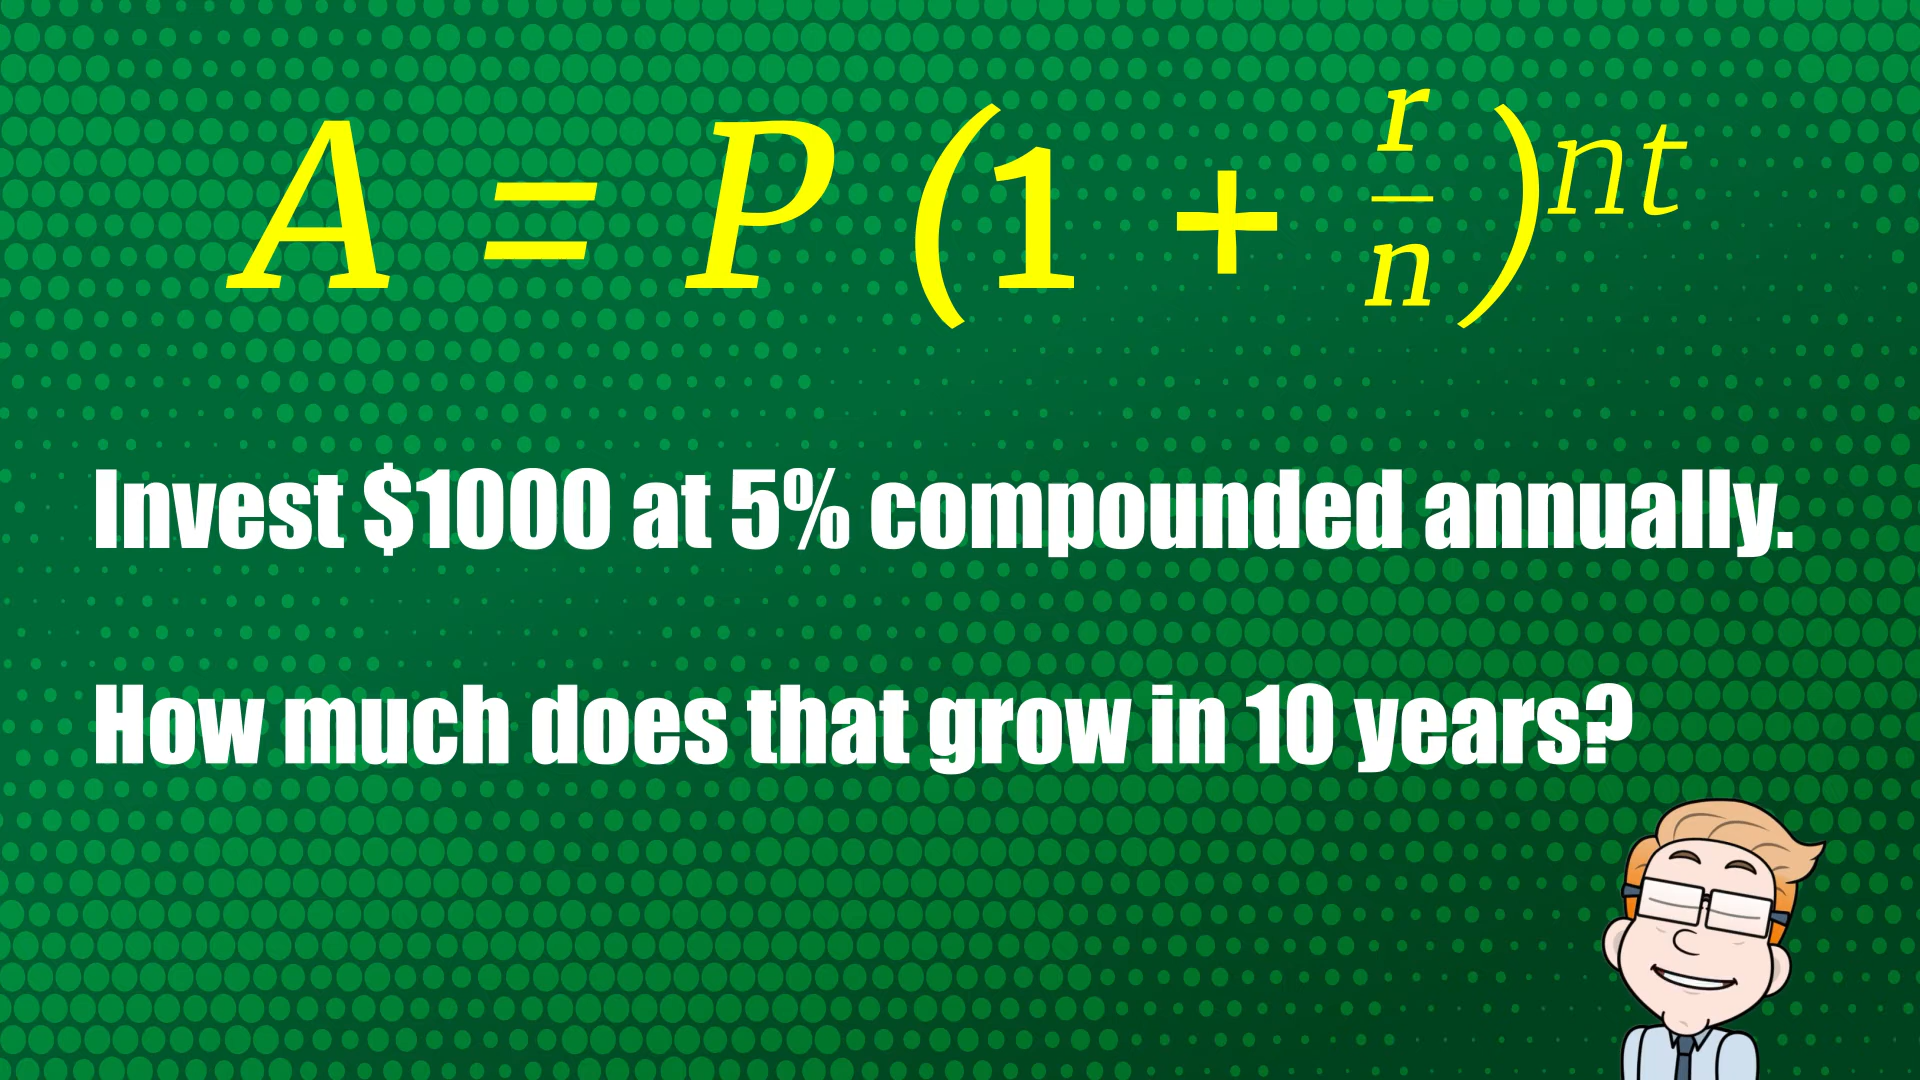 A = P (1 + r/n)^nt
Invest $1000 at 5% compounded annually.
How much does that grow in 10 years?